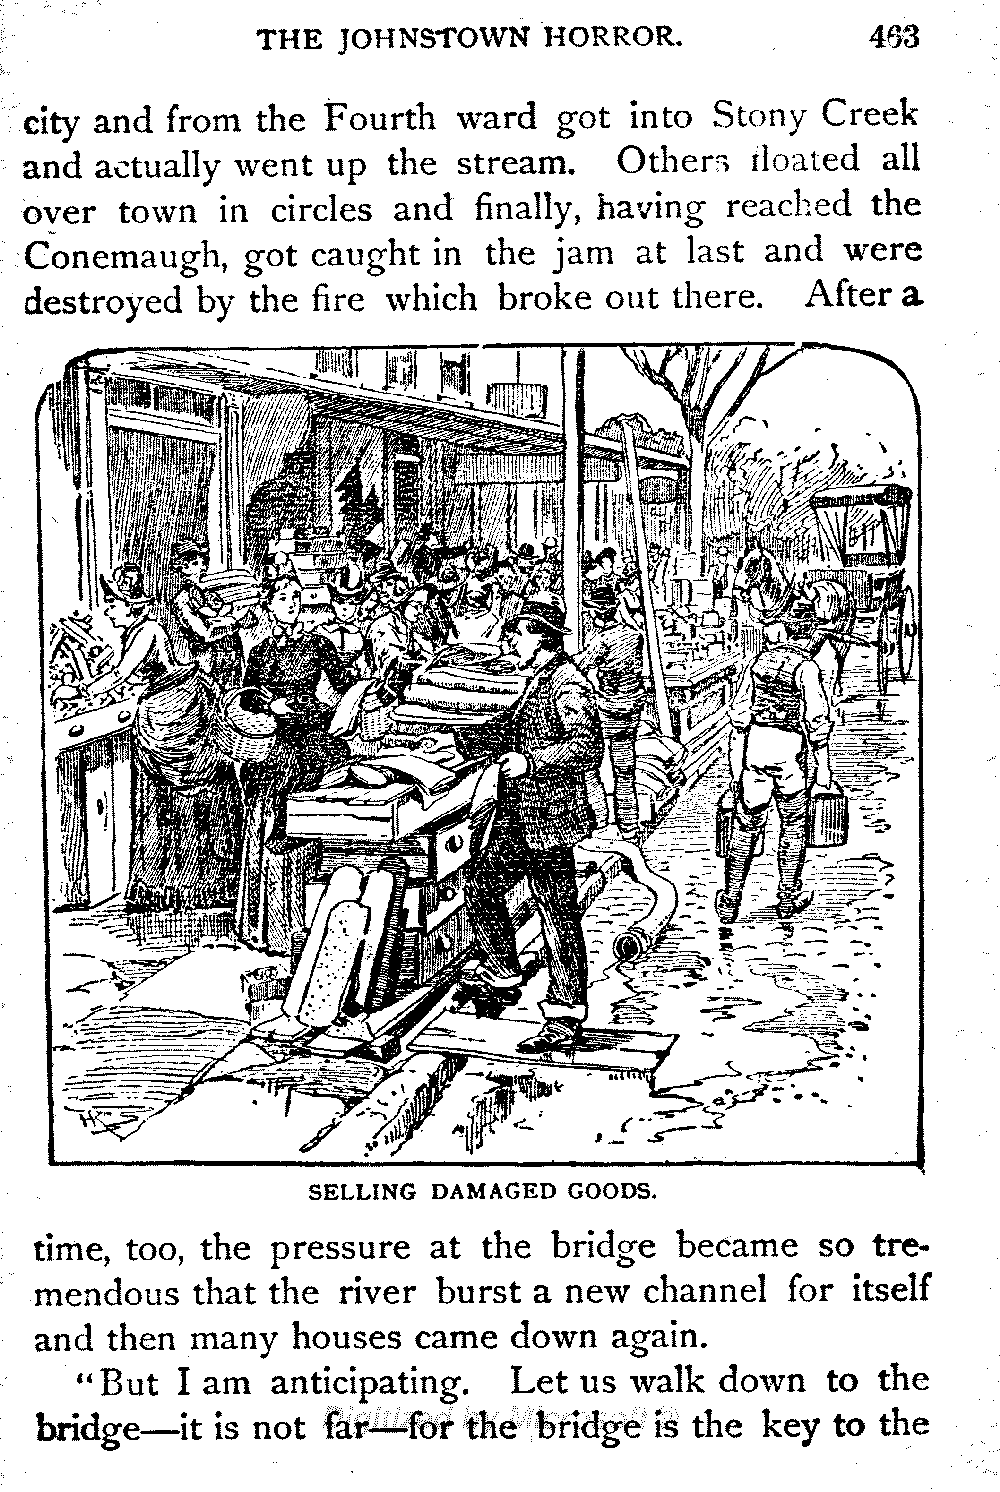 THE JOHNSTOWN HORROR. 463
city and from the Fourth ward got into Stony Creek
and actually went up the stream. Others floated all
over town in circles and finally, having reached the
Conemaugh, got caught in the jam at last and were
destroyed by the fire which broke out there. After a
SELLING DAMAGED GOODS.
time, too, the pressure at the bridge became so tre-
mendous that the river burst a new channel for itself
and then many houses came down again.
"But I am anticipating. Let us walk down to the
bridge—it is not far—for the bridge is the key to the